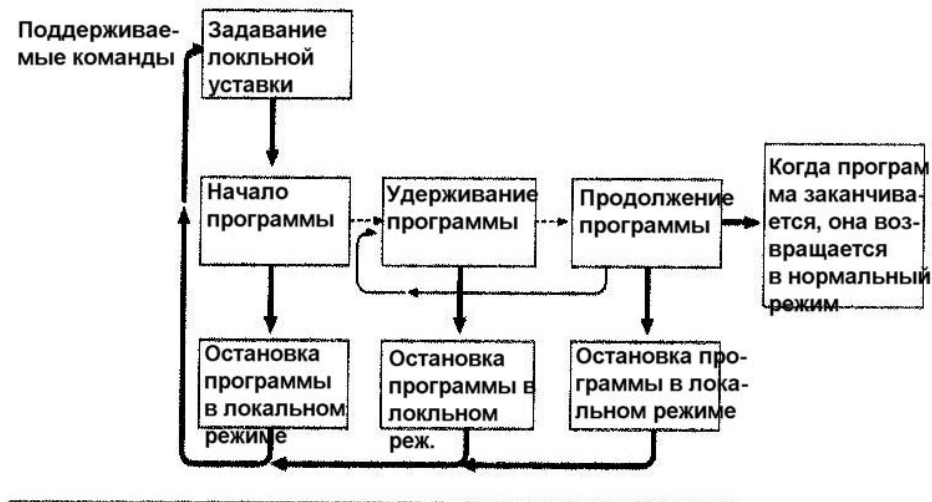 Поддерживае-
мые команды
Задавание
локльной
уставки
Начало
программы
Удерживание
программы
Продолжение
программы
Когда програм
ма заканчива-
ется, она воз-
вращается
в нормальный
режим
Остановка
программы
в локальном
режиме
Остановка
программы в
локльном
реж.
Остановка про-
граммы в лока-
льном режиме